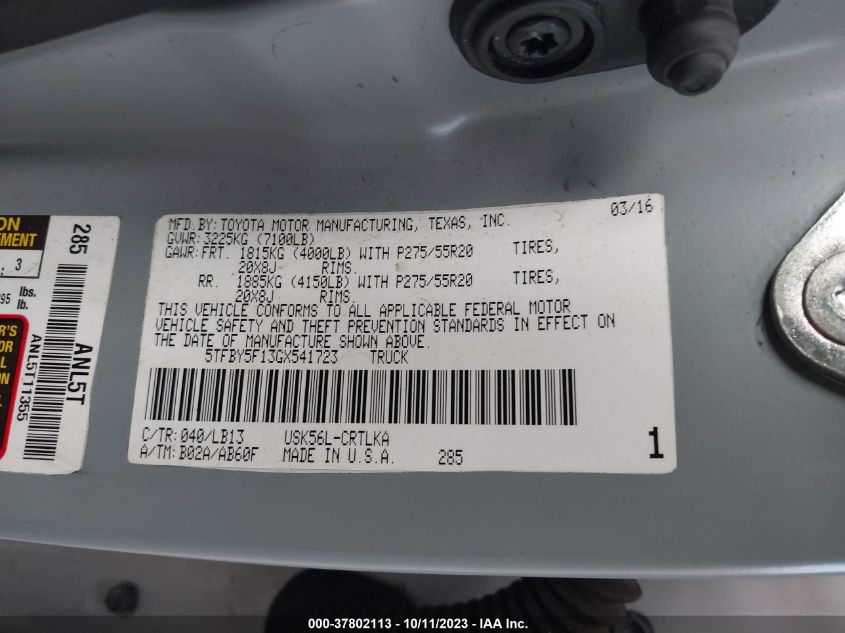 MFD.BY:TOYOTA MOTOR MANUFACTURING, TEXAS, INC. 03/16
GVWR:3225KG (7100LB)
GAWR:FRT. 1815KG (4000LB) WITH P275/55R20 TIRES,
20X8J RIMS.
RR. 1885KG (4150LB) WITH P275/55R20 TIRES,
20X8J RIMS.
THIS VEHICLE CONFORMS TO ALL APPLICABLE FEDERAL MOTOR
VEHICLE SAFETY AND THEFT PREVENTION STANDARDS IN EFFECT ON
THE DATE OF MANUFACTURE SHOWN ABOVE.
5TFBY5F13GX541723 TRUCK
C/TR:040/LB13 USK56L-CRTLKA
A/TM:B02A/AB60F MADE IN U.S.A. 285 1
285
ANL5T
ANL5T11355
3
lbs.
lb.
000-37802113 - 10/11/2023 - IAA Inc.